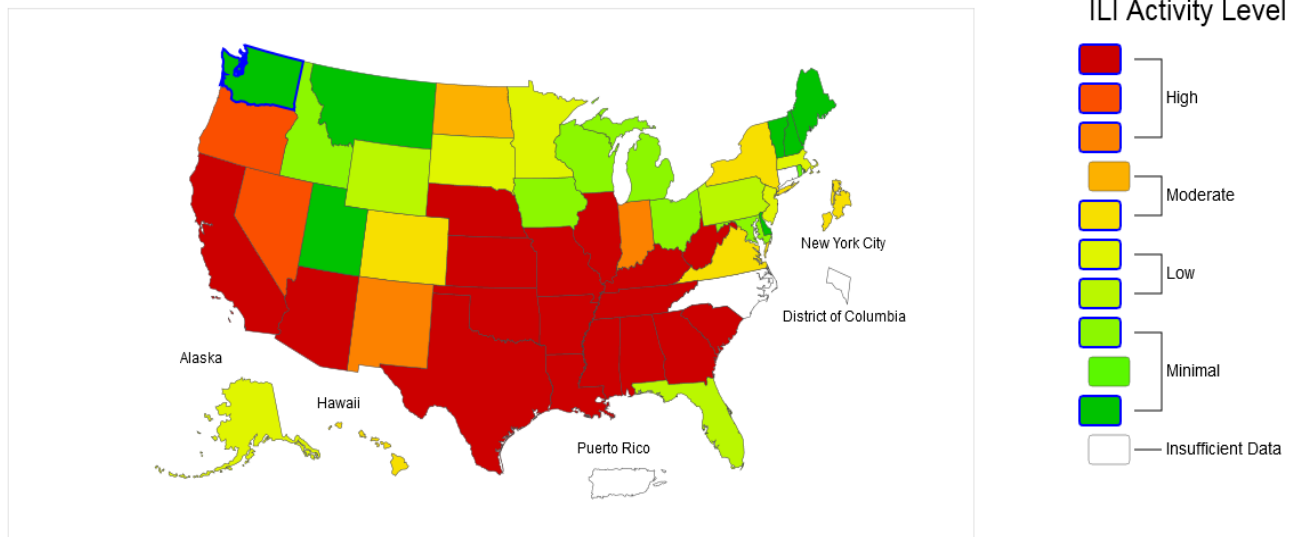 ILI Activity Level
High
Moderate
New York City
Low
District of Columbia
Alaska
Minimal
Hawaii
Puerto Rico
Insufficient Data